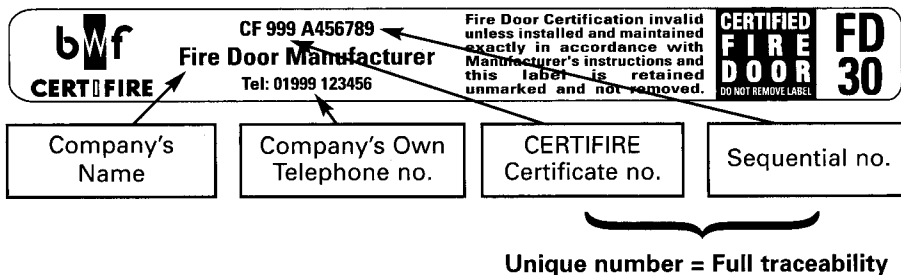 bwf
CERTIFIRE
CF 999 A456789
Fire Door Manufacturer
Tel: 01999 123456
Fire Door Certification invalid
unless installed and maintained
exactly in accordance with
Manufacturer's instructions and
this label is retained
unmarked and not removed.
CERTIFIED
FIRE
DOOR
DO NOT REMOVE LABEL
FD
30
Company's
Name
Company's Own
Telephone no.
CERTIFIRE
Certificate no.
Sequential no.
Unique number = Full traceability